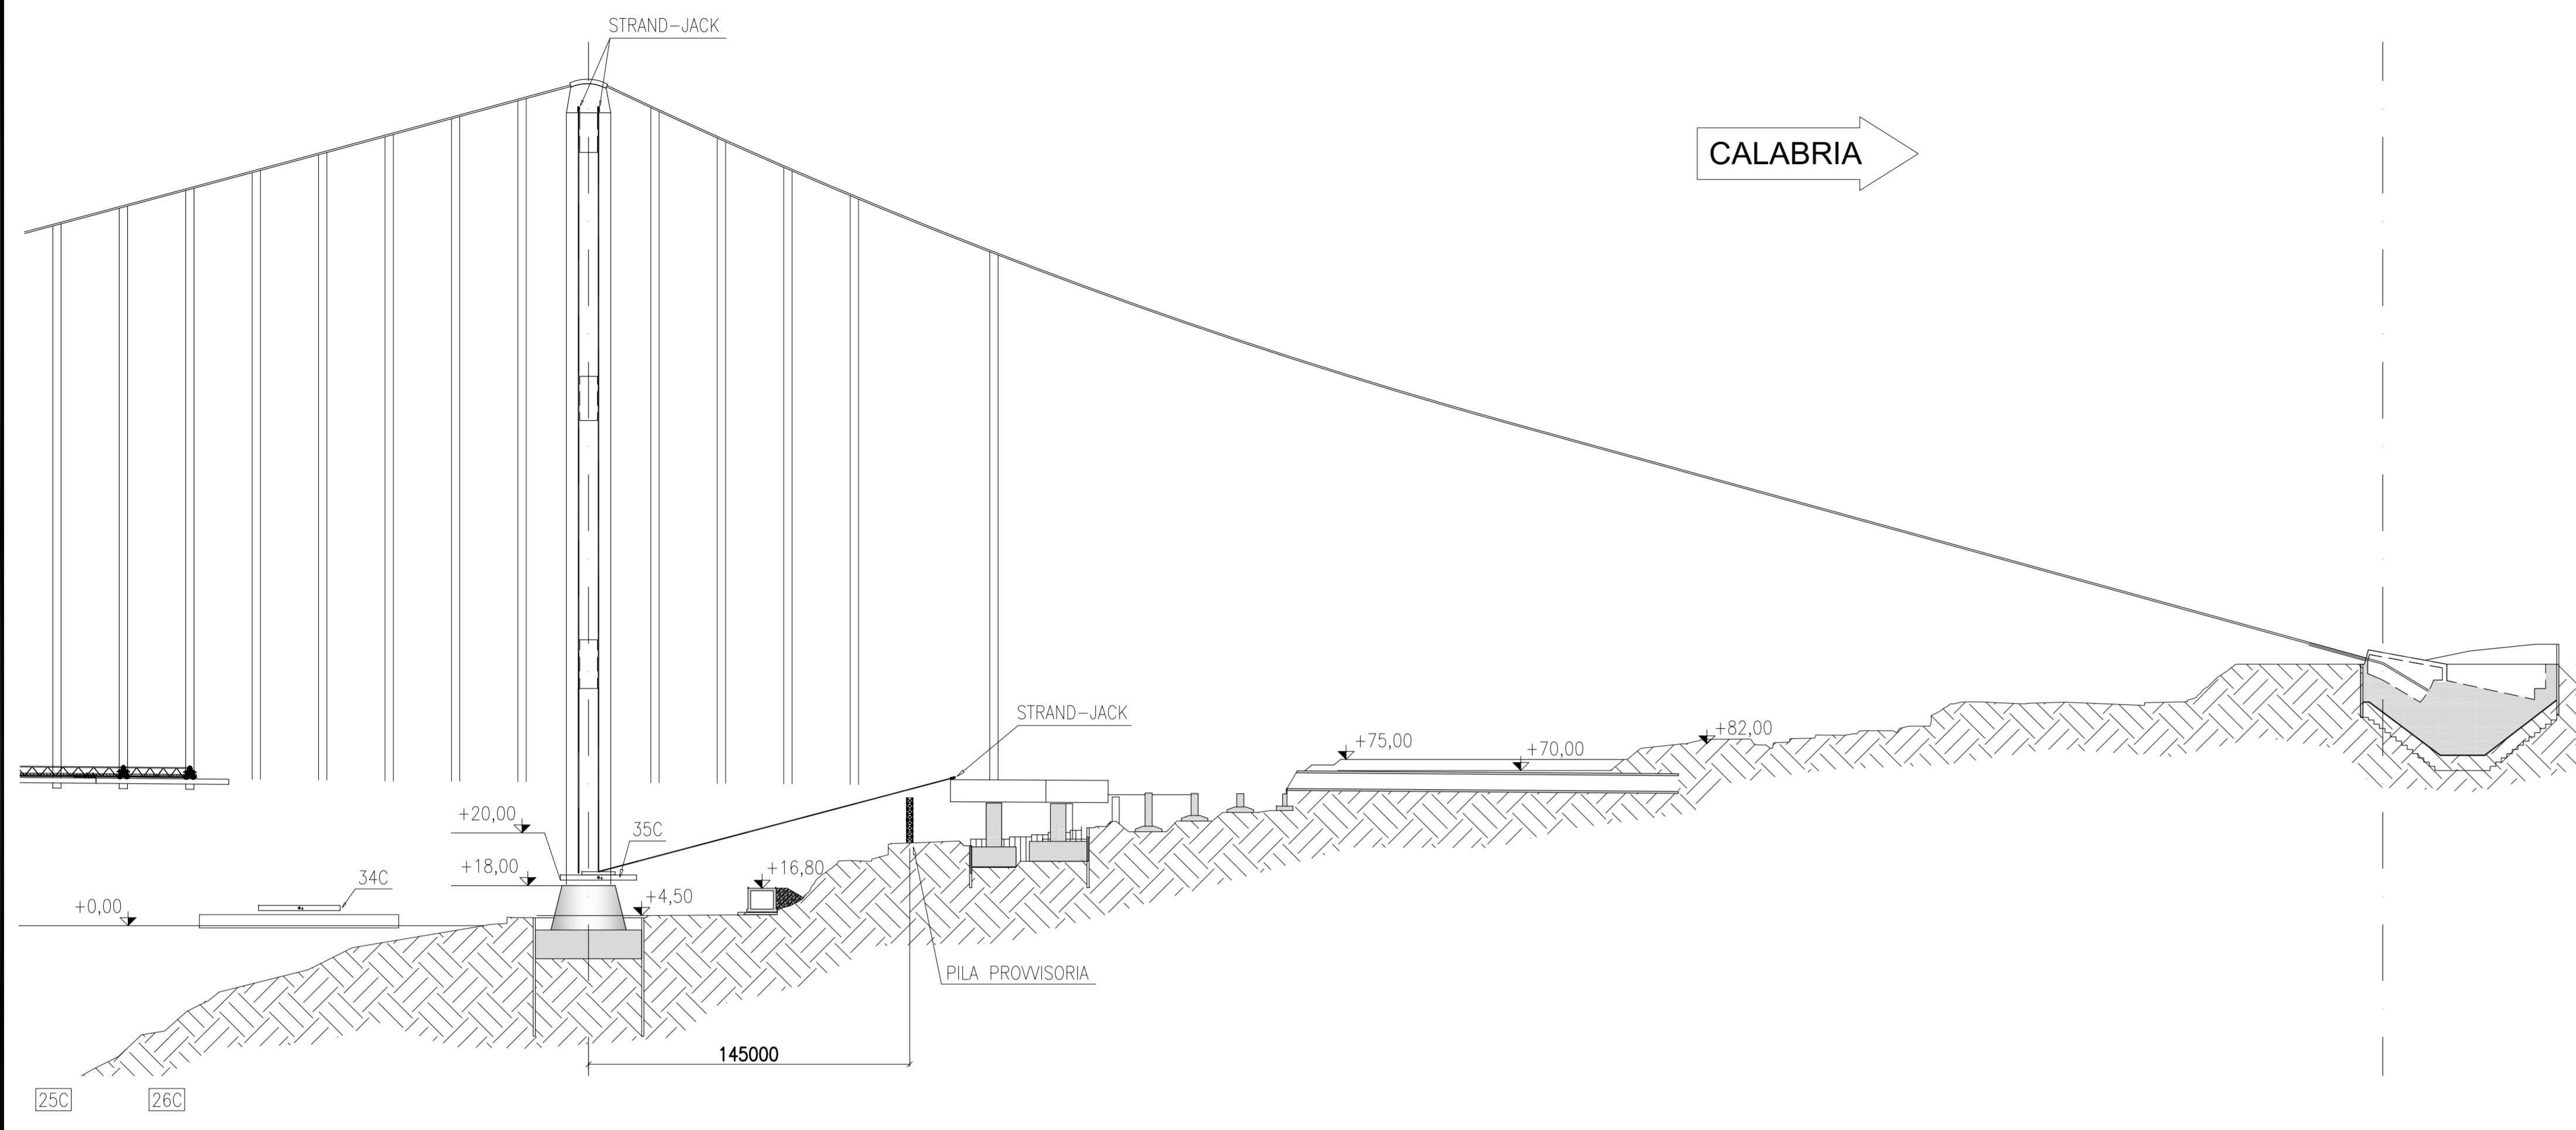 STRAND-JACK
CALABRIA
STRAND-JACK
+75,00
+70,00
+82,00
+20,00
35C
+18,00
+16,80
34C
+0,00
+4,50
PILA PROVVISORIA
145000
25C
26C